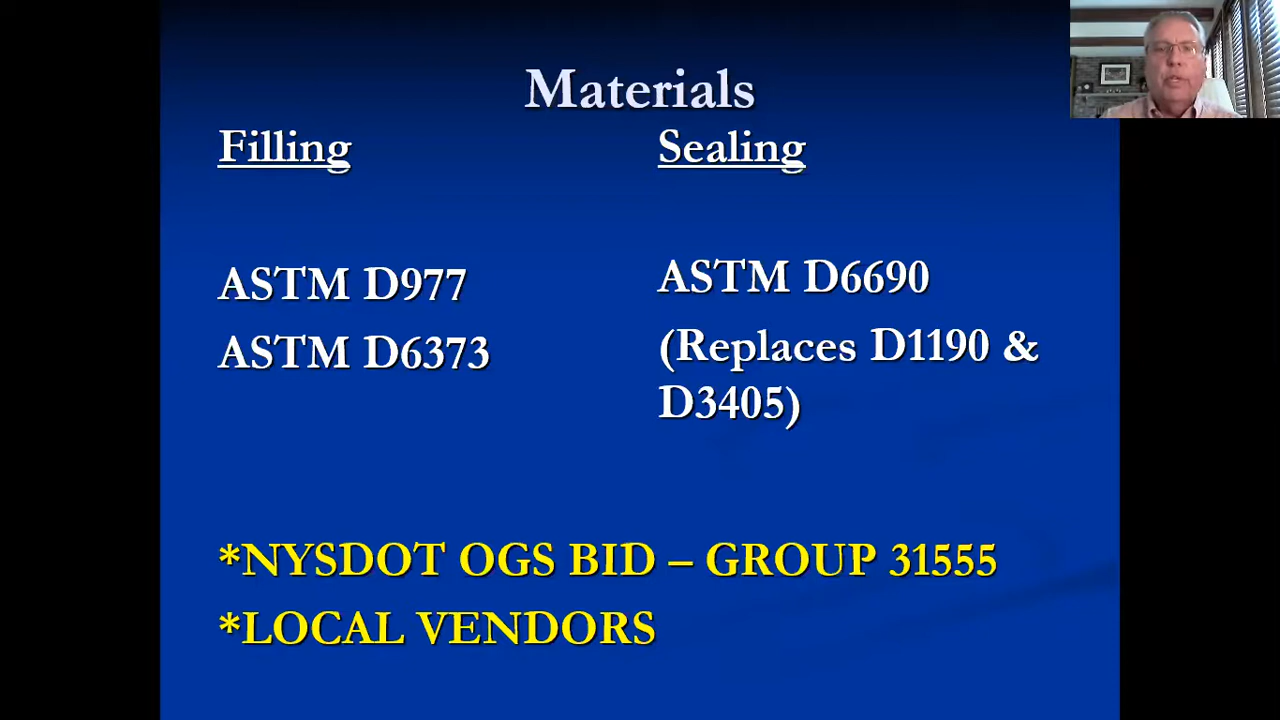 Materials
Filling
Sealing
ASTM D977
ASTM D6373
ASTM D6690
(Replaces D1190 &
D3405)
*NYSDOT OGS BID – GROUP 31555
*LOCAL VENDORS